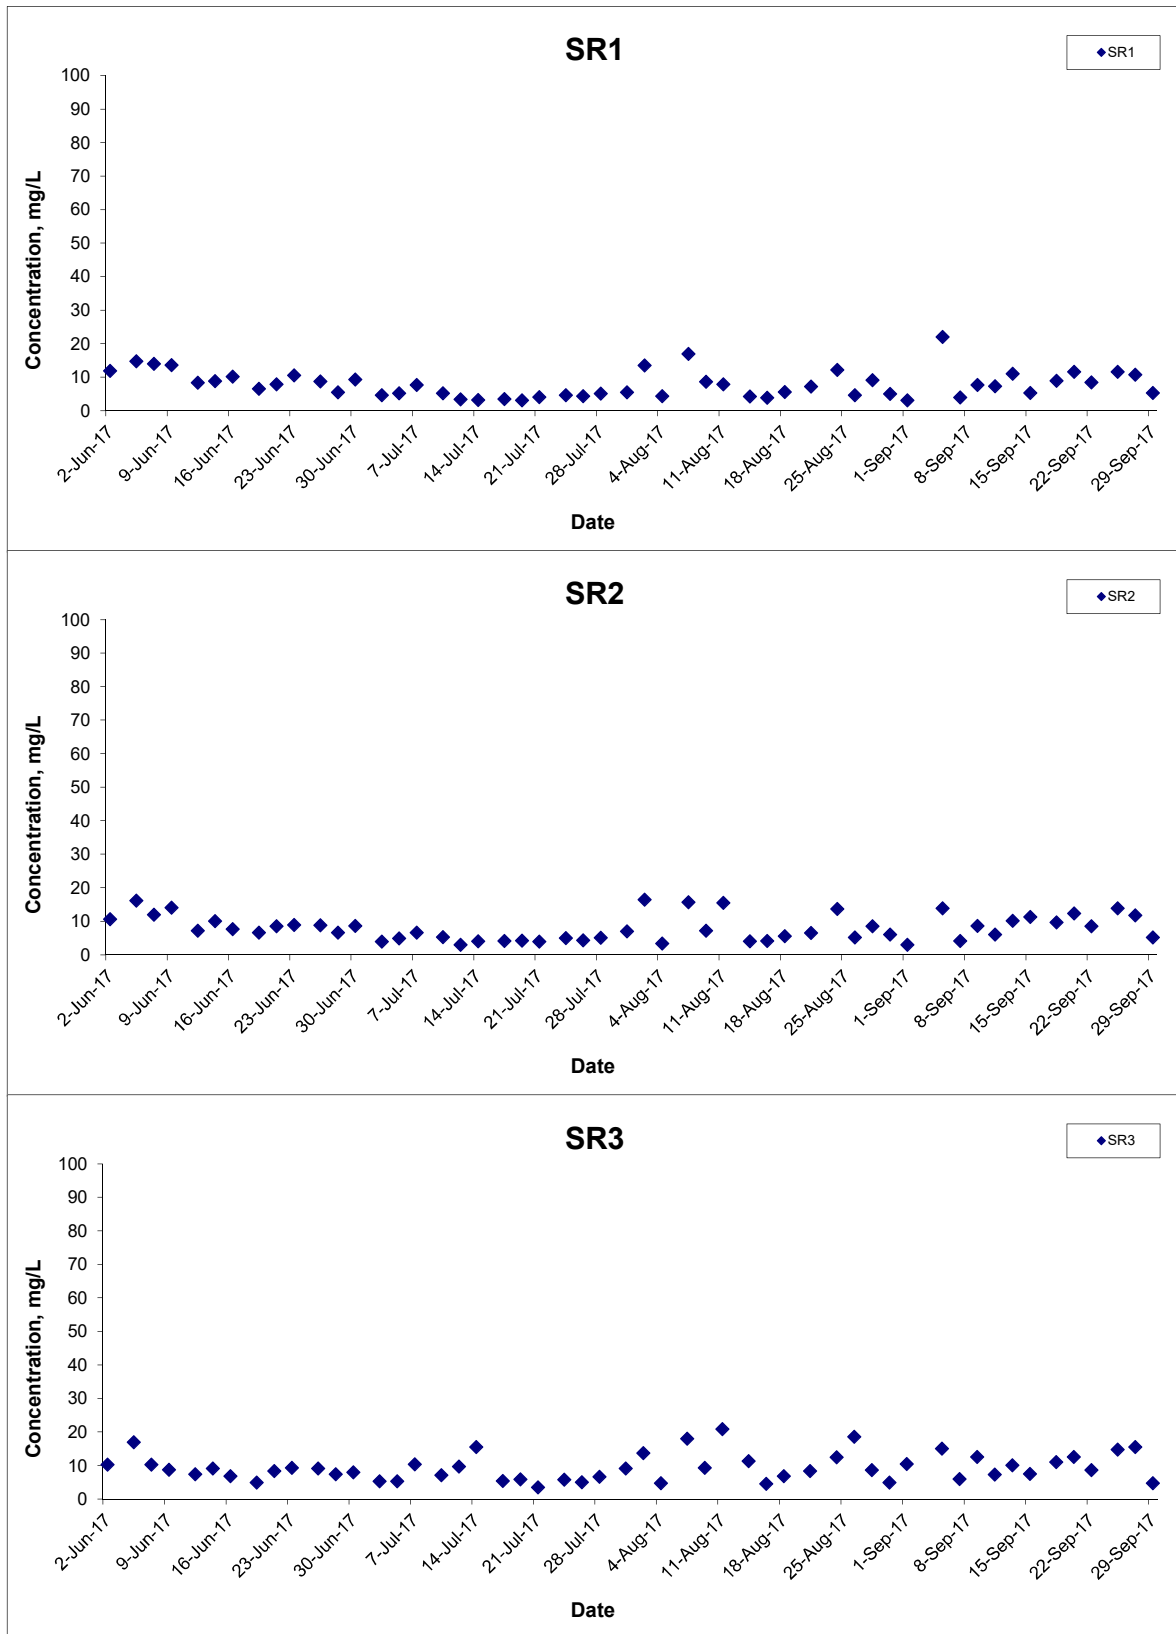 SR1
SR1
100
90
80
70
60
50
40
30
20
10
0
Concentration, mg/L
2-Jun-17
9-Jun-17
16-Jun-17
23-Jun-17
30-Jun-17
7-Jul-17
14-Jul-17
21-Jul-17
28-Jul-17
4-Aug-17
11-Aug-17
18-Aug-17
25-Aug-17
1-Sep-17
8-Sep-17
15-Sep-17
22-Sep-17
29-Sep-17
Date
SR2
SR2
100
90
80
70
60
50
40
30
20
10
0
Concentration, mg/L
2-Jun-17
9-Jun-17
16-Jun-17
23-Jun-17
30-Jun-17
7-Jul-17
14-Jul-17
21-Jul-17
28-Jul-17
4-Aug-17
11-Aug-17
18-Aug-17
25-Aug-17
1-Sep-17
8-Sep-17
15-Sep-17
22-Sep-17
29-Sep-17
Date
SR3
SR3
100
90
80
70
60
50
40
30
20
10
0
Concentration, mg/L
2-Jun-17
9-Jun-17
16-Jun-17
23-Jun-17
30-Jun-17
7-Jul-17
14-Jul-17
21-Jul-17
28-Jul-17
4-Aug-17
11-Aug-17
18-Aug-17
25-Aug-17
1-Sep-17
8-Sep-17
15-Sep-17
22-Sep-17
29-Sep-17
Date